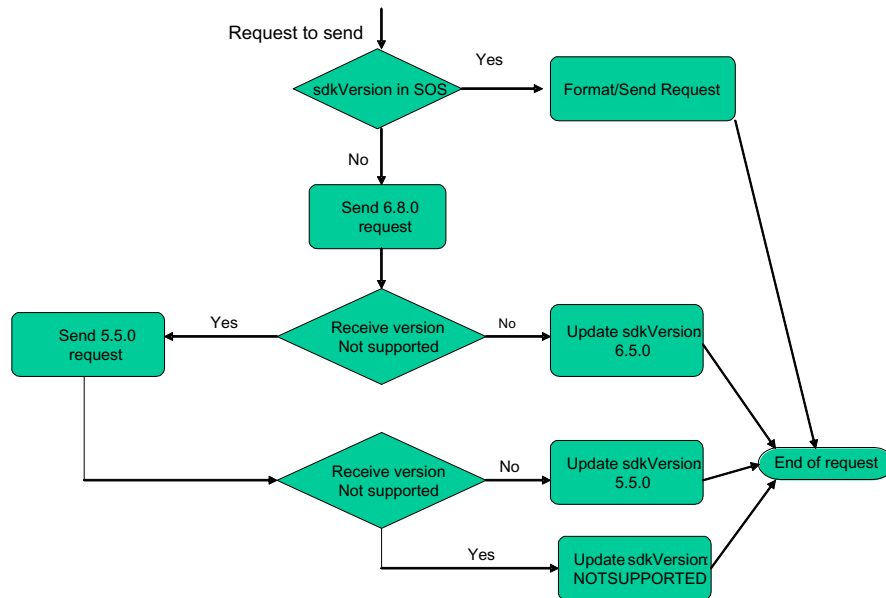 Request to send
Yes
sdkVersion in SOS
Format/Send Request
No
Send 6.8.0
request
Yes
Receive version
Not supported
No
Update sdkVersion:
6.5.0
Send 5.5.0
request
Receive version
Not supported
No
Update sdkVersion:
5.5.0
End of request
Yes
Update sdkVersion:
NOTSUPPORTED